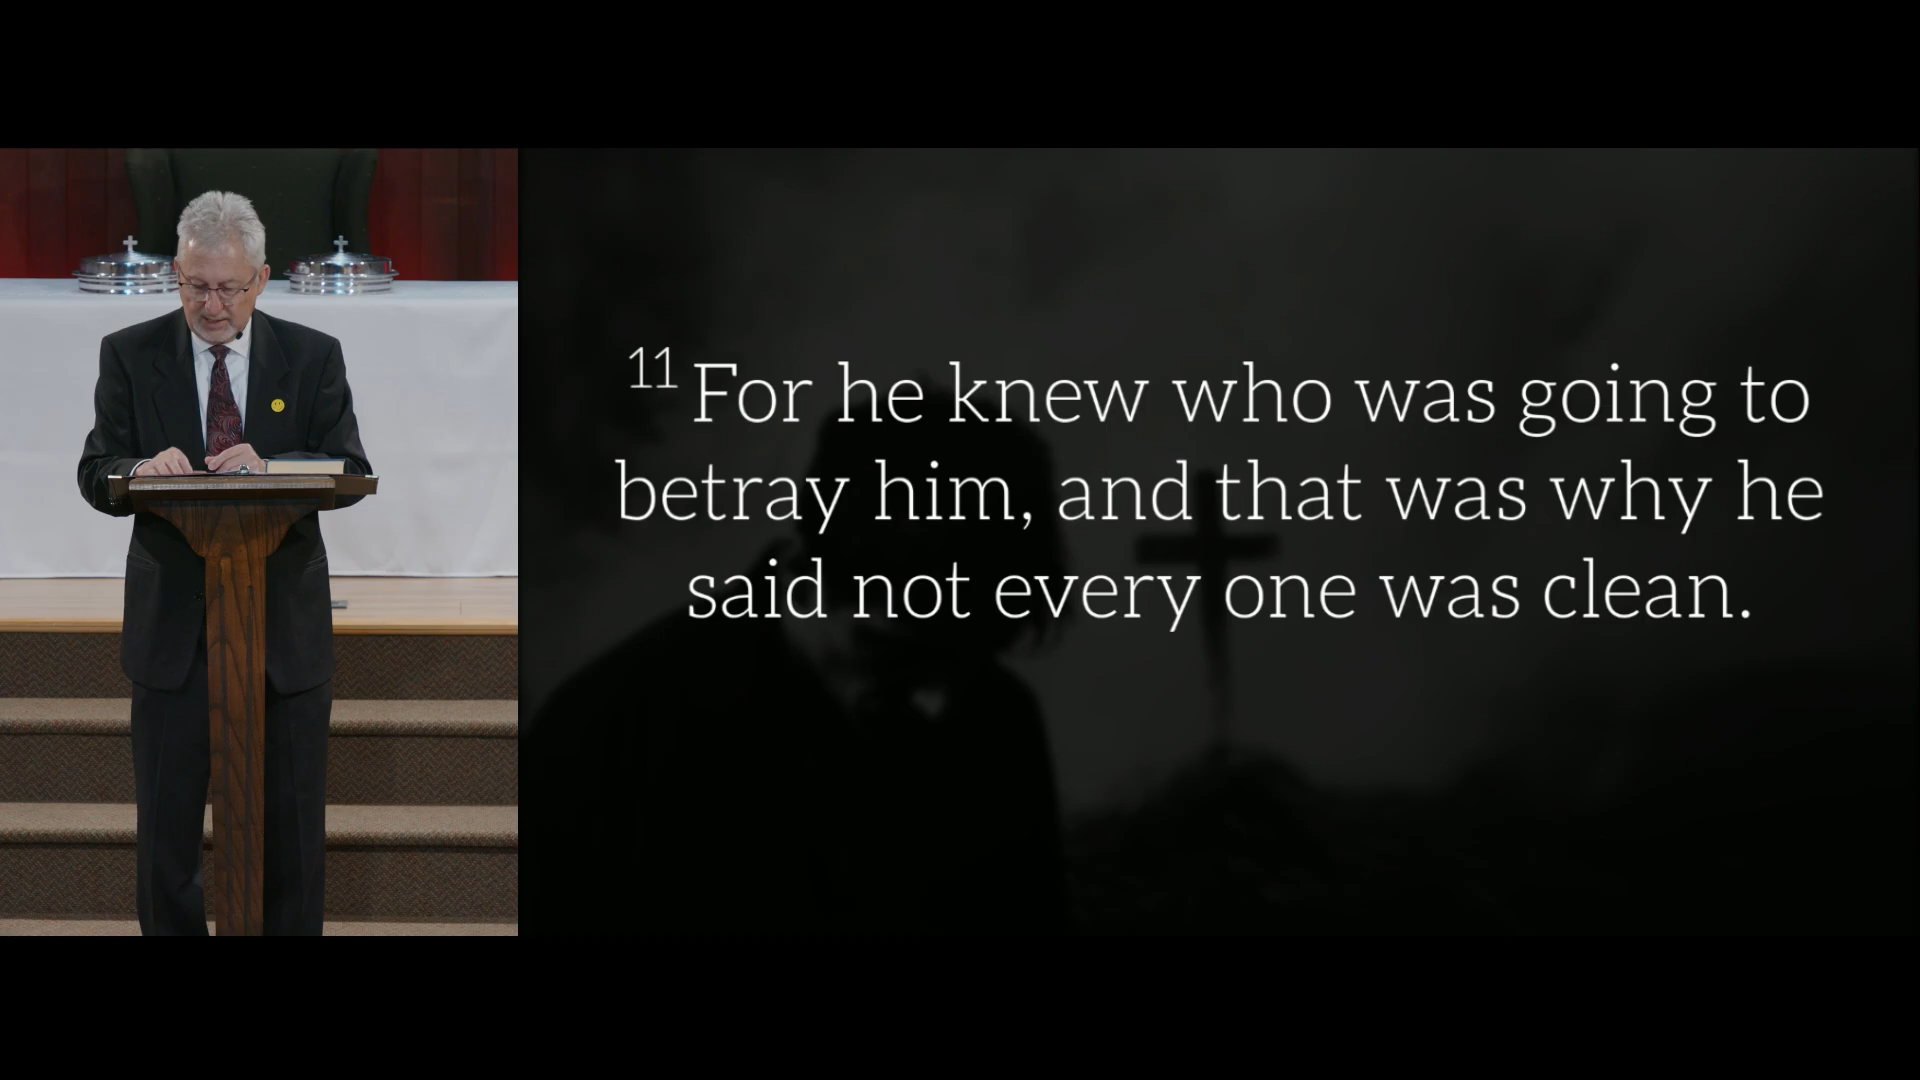 11 For he knew who was going to
betray him, and that was why he
said not every one was clean.